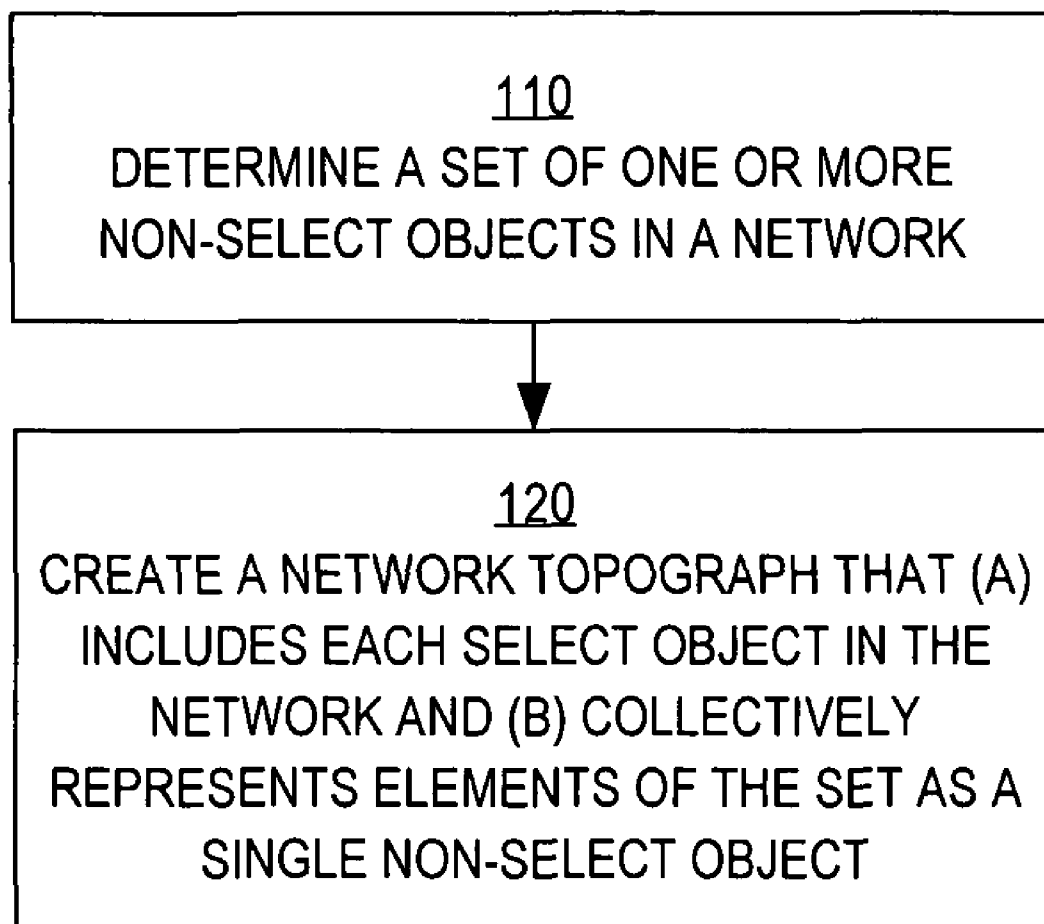 110
DETERMINE A SET OF ONE OR MORE
NON-SELECT OBJECTS IN A NETWORK
120
CREATE A NETWORK TOPOGRAPH THAT (A)
INCLUDES EACH SELECT OBJECT IN THE
NETWORK AND (B) COLLECTIVELY
REPRESENTS ELEMENTS OF THE SET AS A
SINGLE NON-SELECT OBJECT